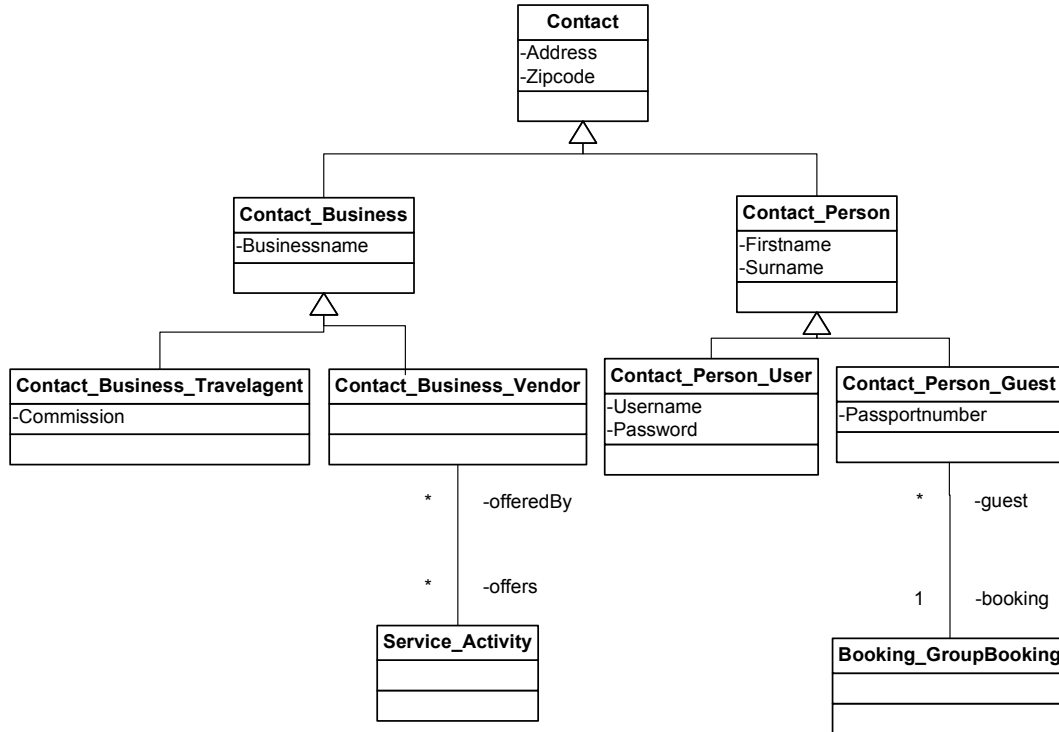 Contact
-Address
-Zipcode
Contact_Business
-Businessname
Contact_Person
-Firstname
-Surname
Contact_Business_Travelagent
-Commission
Contact_Business_Vendor
Contact_Person_User
-Username
-Password
Contact_Person_Guest
-Passportnumber
* -offeredBy
* -guest
* -offers
1 -booking
Service_Activity
Booking_GroupBooking